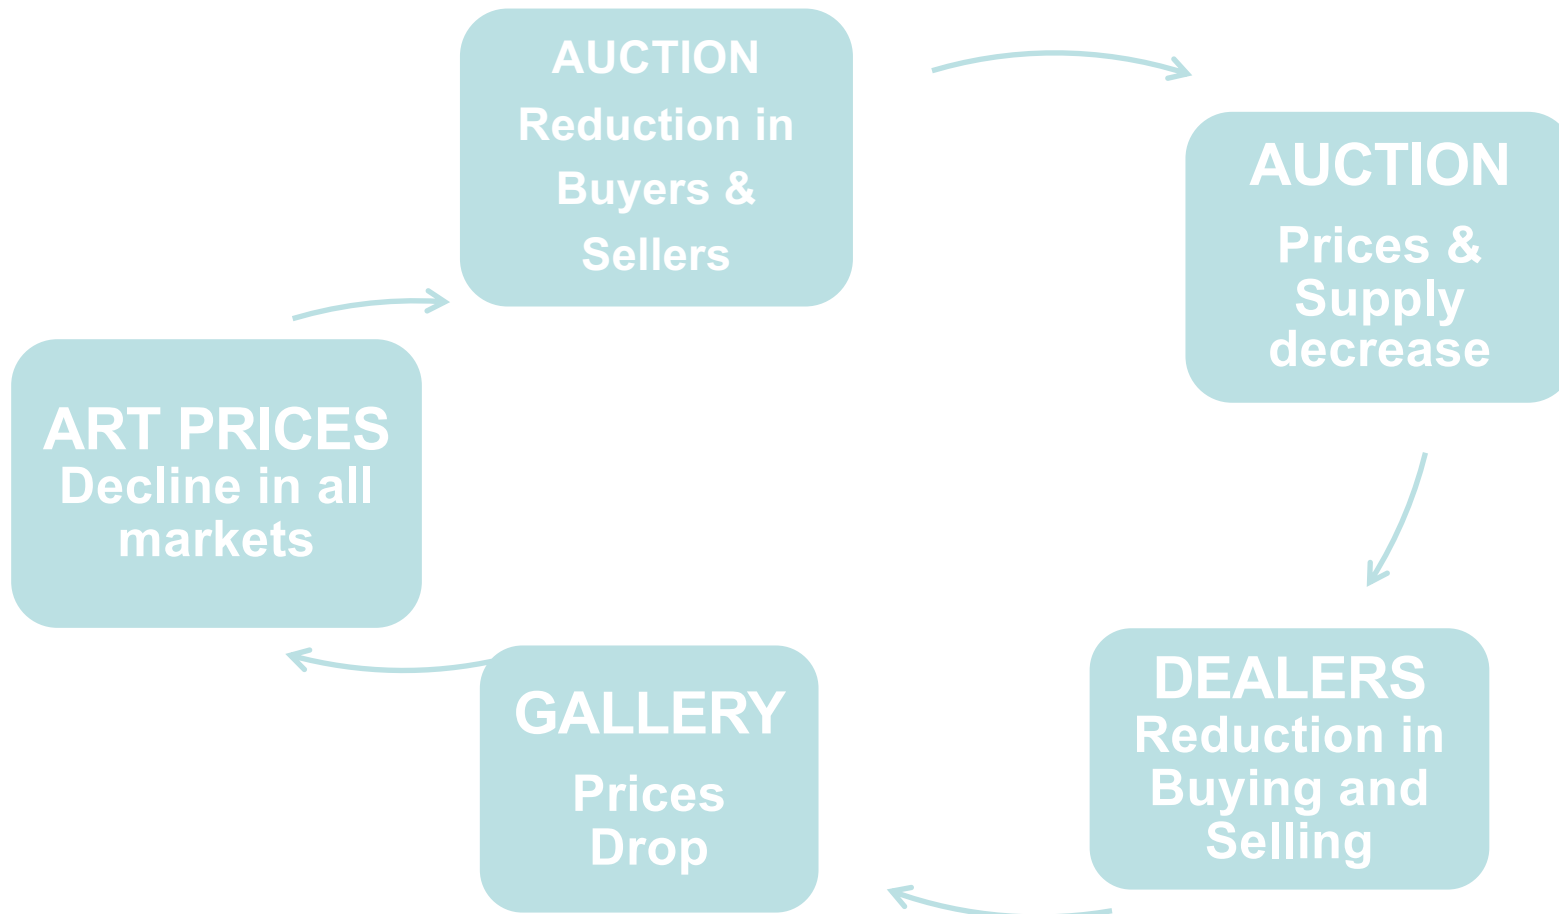 AUCTION
Reduction in
Buyers &
Sellers
AUCTION
Prices &
Supply
decrease
DEALERS
Reduction in
Buying and
Selling
GALLERY
Prices
Drop
ART PRICES
Decline in all
markets